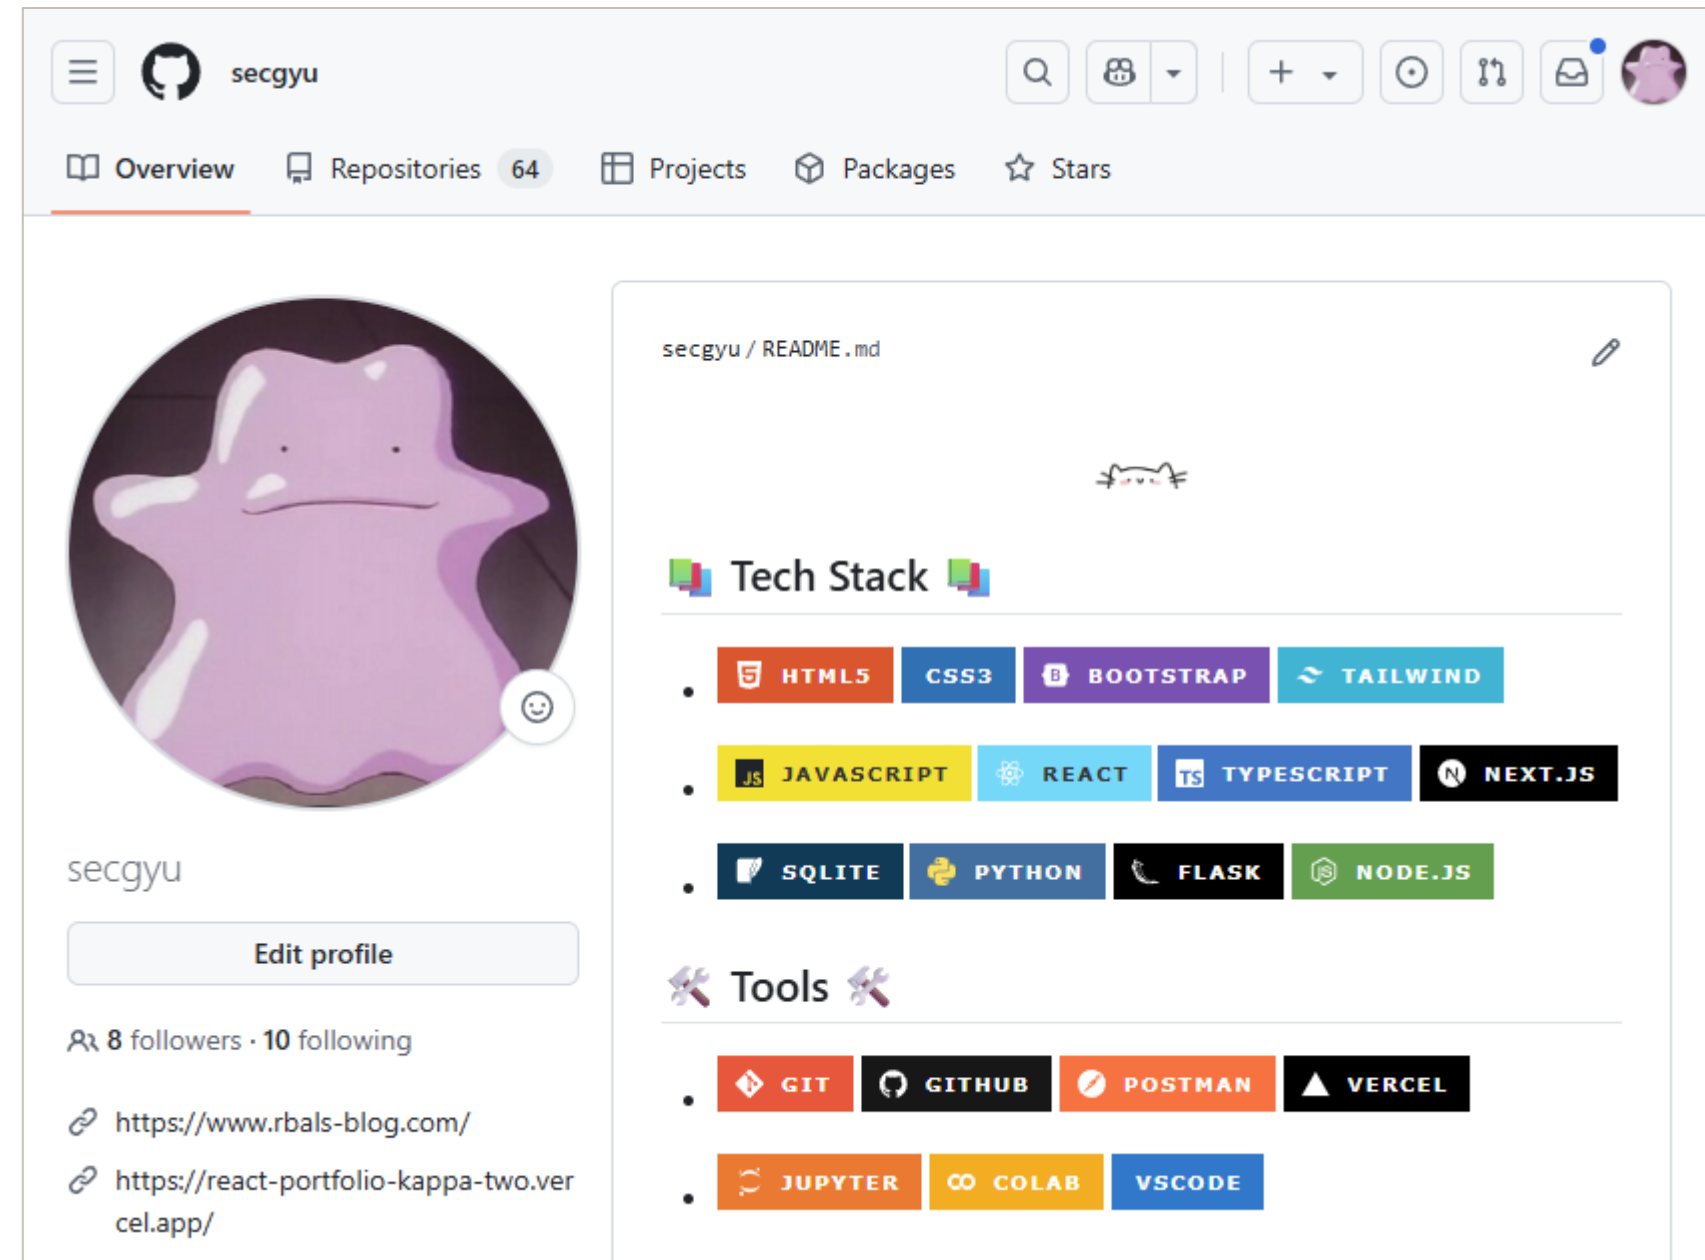 secgyu
Overview Repositories 64 Projects Packages Stars
secgyu/README.md
Tech Stack
HTML5 CSS3 BOOTSTRAP TAILWIND
JS JAVASCRIPT REACT TS TYPESCRIPT NEXT.JS
SQLITE PYTHON FLASK NODE.JS
Tools
GIT GITHUB POSTMAN VERCEL
JUPYTER COLAB VSCODE
secgyu
Edit profile
8 followers · 10 following
https://www.rbals-blog.com/
https://react-portfolio-kappa-two.ver
cel.app/